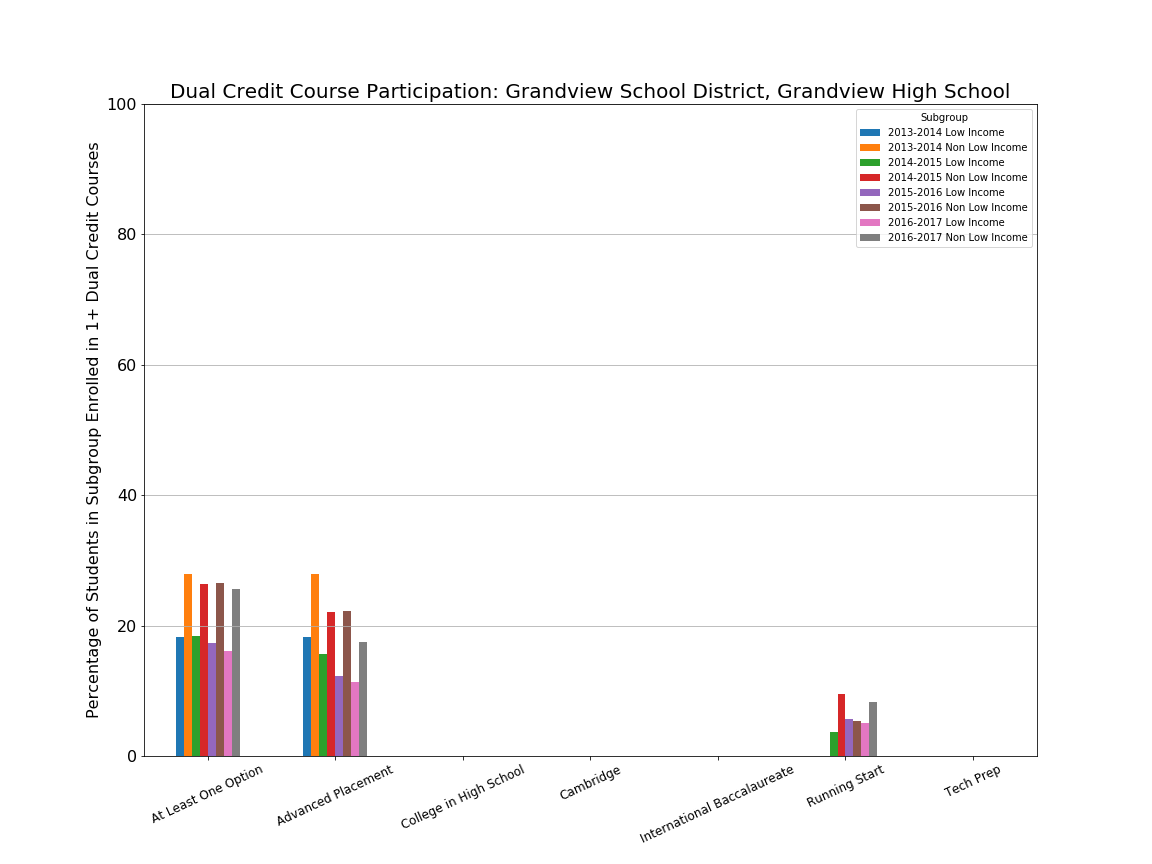 Dual Credit Course Participation: Grandview School District, Grandview High School
Percentage of Students in Subgroup Enrolled in 1+ Dual Credit Courses
100
80
60
40
20
0
Subgroup
2013-2014 Low Income
2013-2014 Non Low Income
2014-2015 Low Income
2014-2015 Non Low Income
2015-2016 Low Income
2015-2016 Non Low Income
2016-2017 Low Income
2016-2017 Non Low Income
At Least One Option
Advanced Placement
College in High School
Cambridge
International Baccalaureate
Running Start
Tech Prep